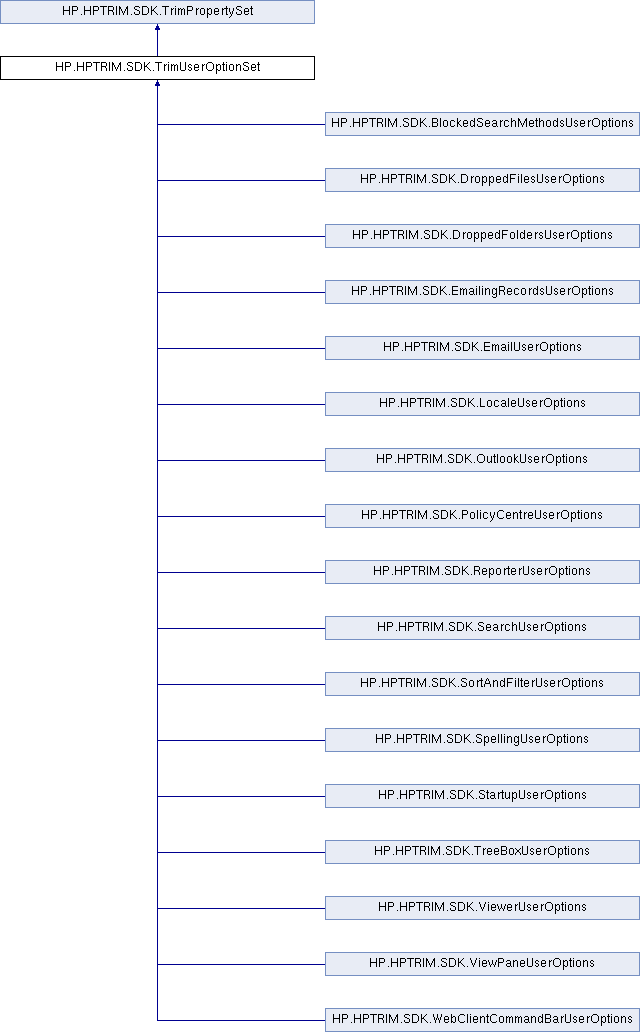 HP.HPTRIM.SDK.TrimPropertySet
HP.HPTRIM.SDK.TrimUserOptionSet
HP.HPTRIM.SDK.BlockedSearchMethodsUserOptions
HP.HPTRIM.SDK.DroppedFilesUserOptions
HP.HPTRIM.SDK.DroppedFoldersUserOptions
HP.HPTRIM.SDK.EmailingRecordsUserOptions
HP.HPTRIM.SDK.EmailUserOptions
HP.HPTRIM.SDK.LocaleUserOptions
HP.HPTRIM.SDK.OutlookUserOptions
HP.HPTRIM.SDK.PolicyCentreUserOptions
HP.HPTRIM.SDK.ReporterUserOptions
HP.HPTRIM.SDK.SearchUserOptions
HP.HPTRIM.SDK.SortAndFilterUserOptions
HP.HPTRIM.SDK.SpellingUserOptions
HP.HPTRIM.SDK.StartupUserOptions
HP.HPTRIM.SDK.TreeBoxUserOptions
HP.HPTRIM.SDK.ViewerUserOptions
HP.HPTRIM.SDK.ViewPaneUserOptions
HP.HPTRIM.SDK.WebClientCommandBarUserOptions